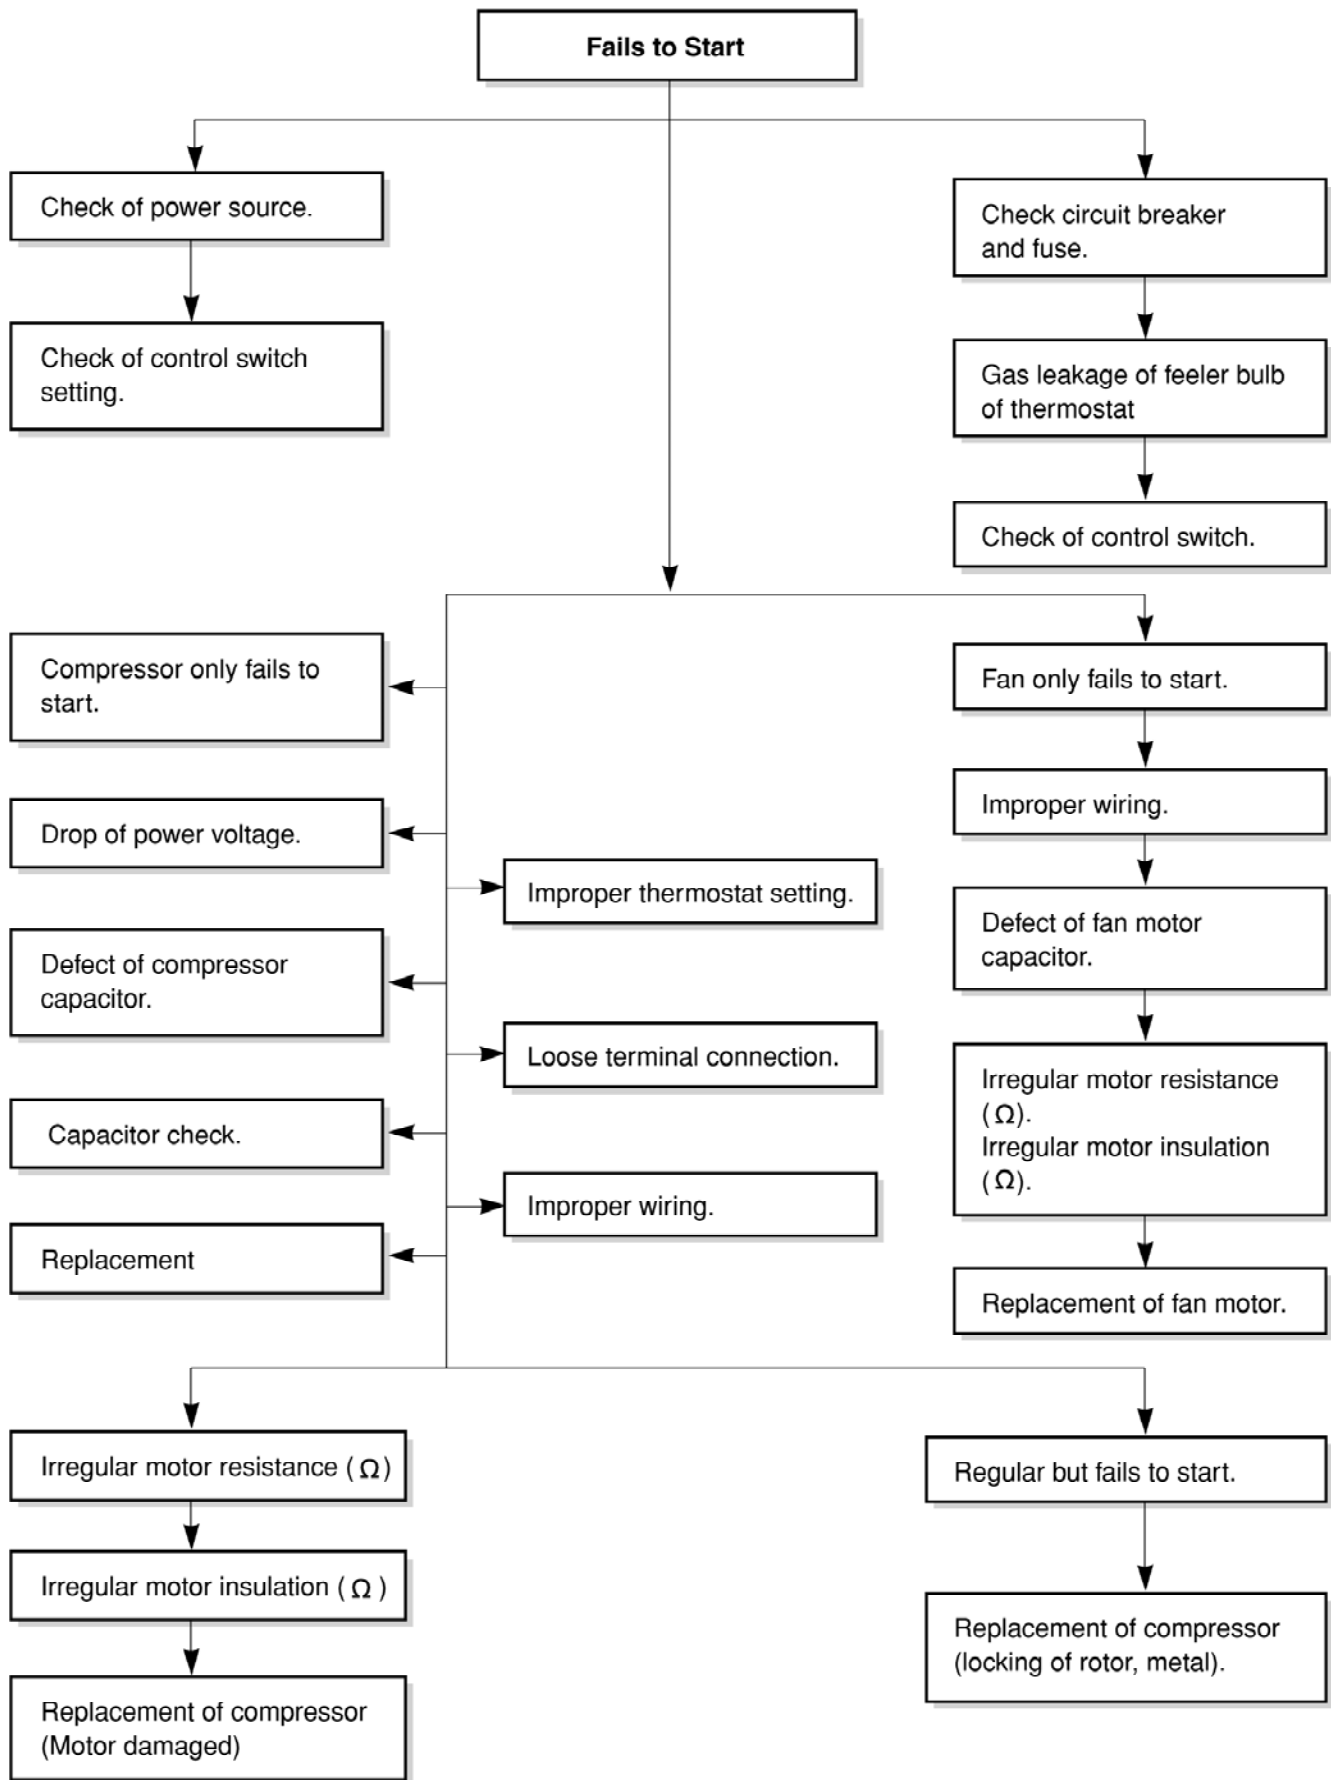 Fails to Start
Check of power source.
Check of control switch
setting.
Check circuit breaker
and fuse.
Gas leakage of feeler bulb
of thermostat
Check of control switch.
Compressor only fails to
start.
Drop of power voltage.
Defect of compressor
capacitor.
Capacitor check.
Replacement
Improper thermostat setting.
Loose terminal connection.
Improper wiring.
Fan only fails to start.
Improper wiring.
Defect of fan motor
capacitor.
Irregular motor resistance
(Ω).
Irregular motor insulation
(Ω).
Replacement of fan motor.
Irregular motor resistance (Ω)
Irregular motor insulation (Ω )
Replacement of compressor
(Motor damaged)
Regular but fails to start.
Replacement of compressor
(locking of rotor, metal).